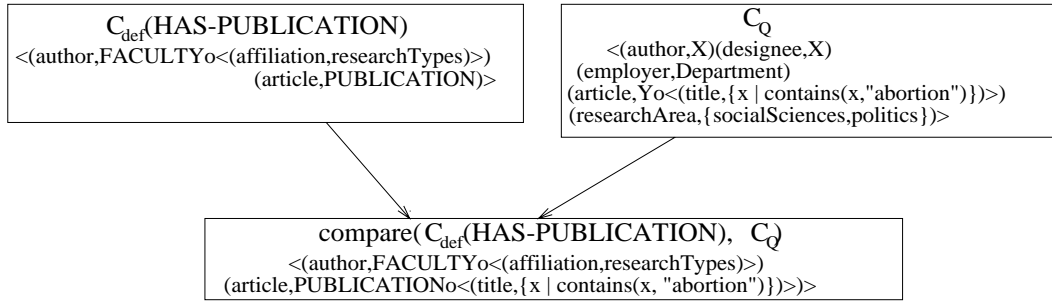 C_def(HAS-PUBLICATION)
<(author,FACULTYo<(affiliation,researchTypes)>)
(article,PUBLICATION)>
C_Q
<(author,X)(designee,X)
(employer,Department)
(article,Yo<(title,{x | contains(x,"abortion")})>)
(researchArea,{socialSciences,politics})>
compare(C_def(HAS-PUBLICATION), C_Q)
<(author,FACULTYo<(affiliation,researchTypes)>)
(article,PUBLICATIONo<(title,{x | contains(x, "abortion")})>)>